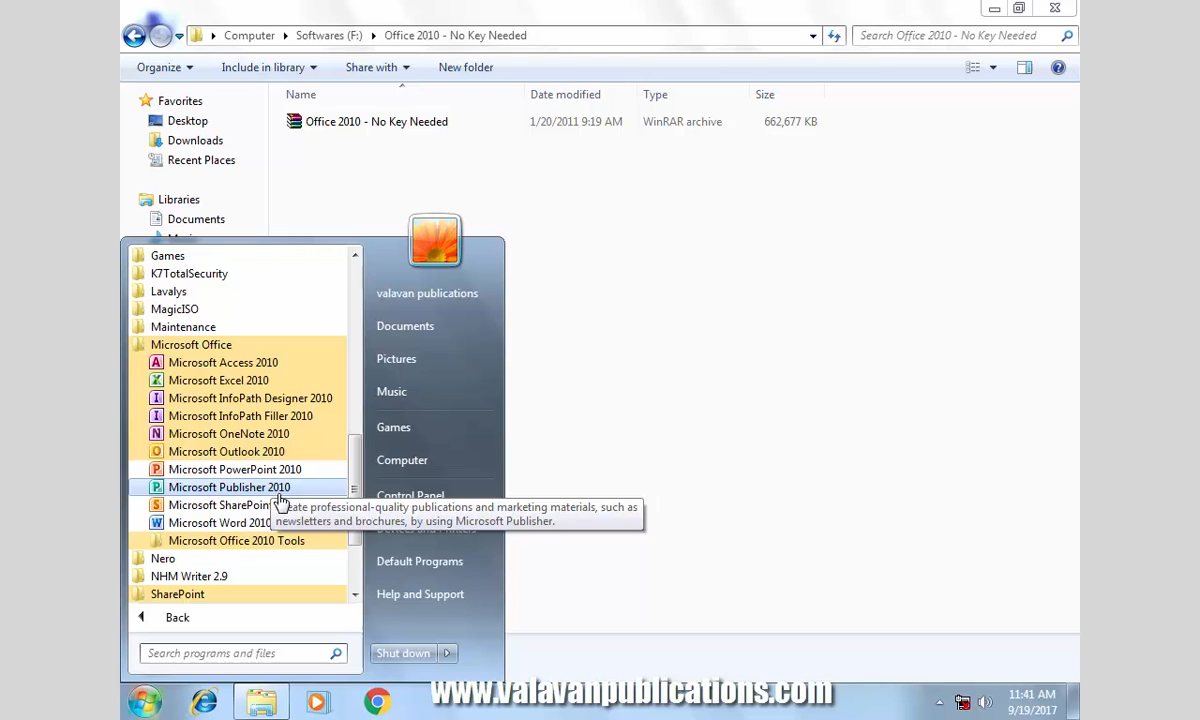 Computer Softwares (F:) Office 2010 - No Key Needed
Search Office 2010 - No Key Needed
Organize Include in library Share with New folder
Name Date modified Type Size
Office 2010 - No Key Needed 1/20/2011 9:19 AM WinRAR archive 662,677 KB
Favorites
Desktop
Downloads
Recent Places
Libraries
Documents
Games
K7TotalSecurity
Lavalys
MagicISO
Maintenance
Microsoft Office
Microsoft Access 2010
Microsoft Excel 2010
Microsoft InfoPath Designer 2010
Microsoft InfoPath Filler 2010
Microsoft OneNote 2010
Microsoft Outlook 2010
Microsoft PowerPoint 2010
Microsoft Publisher 2010
Microsoft SharePoint
Microsoft Word 2010
Microsoft Office 2010 Tools
Nero
NHM Writer 2.9
SharePoint
Back
Search programs and files
valavan publications
Documents
Pictures
Music
Games
Computer
Control Panel
Default Programs
Help and Support
Shut down
professional-quality publications and marketing materials, such as
newsletters and brochures, by using Microsoft Publisher.
www.valavanpublications.com
11:41 AM
9/19/2017